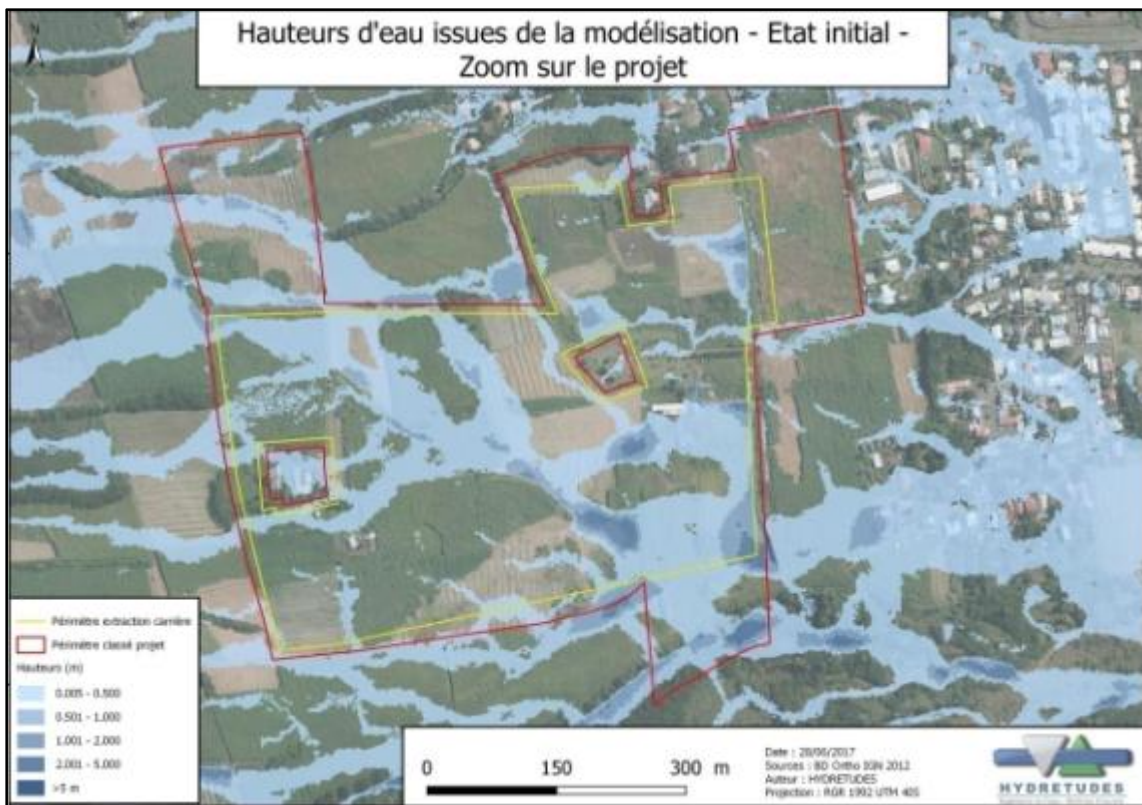 Hauteurs d'eau issues de la modélisation - Etat initial -
Zoom sur le projet
Périmètre extraction carrière
Périmètre classé projet
Hauteurs (m)
0.005 - 0.500
0.501 - 1.000
1.001 - 2.000
2.001 - 5.000
>5 m
0 150 300 m
Date : 20/06/2017
Sources : BD Ortho IGN 2012
Auteur : HYDRETUDES
Projection : RGR 1992 UTM 40S
HYDRETUDES